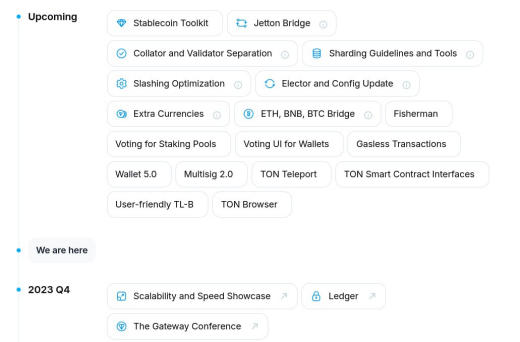 Upcoming
Stablecoin Toolkit Jetton Bridge
Collator and Validator Separation Sharding Guidelines and Tools
Slashing Optimization Elector and Config Update
Extra Currencies ETH, BNB, BTC Bridge Fisherman
Voting for Staking Pools Voting UI for Wallets Gasless Transactions
Wallet 5.0 Multisig 2.0 TON Teleport TON Smart Contract Interfaces
User-friendly TL-B TON Browser
We are here
2023 Q4
Scalability and Speed Showcase Ledger
The Gateway Conference